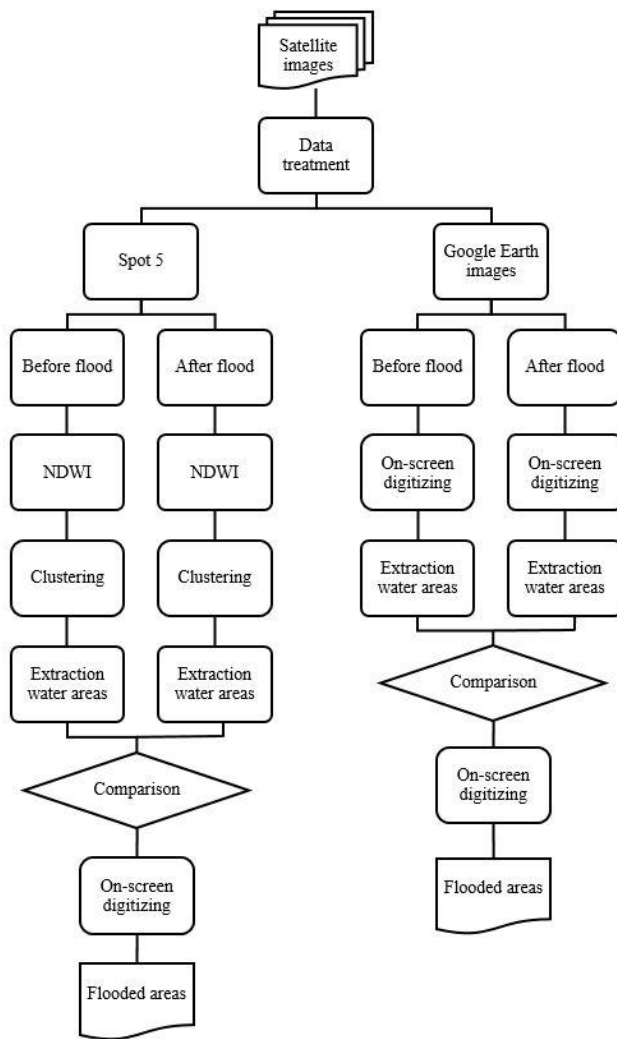 Satellite
images
Data
treatment
Spot 5
Google Earth
images
Before flood
After flood
Before flood
After flood
NDWI
NDWI
On-screen
digitizing
On-screen
digitizing
Clustering
Clustering
Extraction
water areas
Extraction
water areas
Extraction
water areas
Extraction
water areas
Comparison
Comparison
On-screen
digitizing
On-screen
digitizing
Flooded areas
Flooded areas